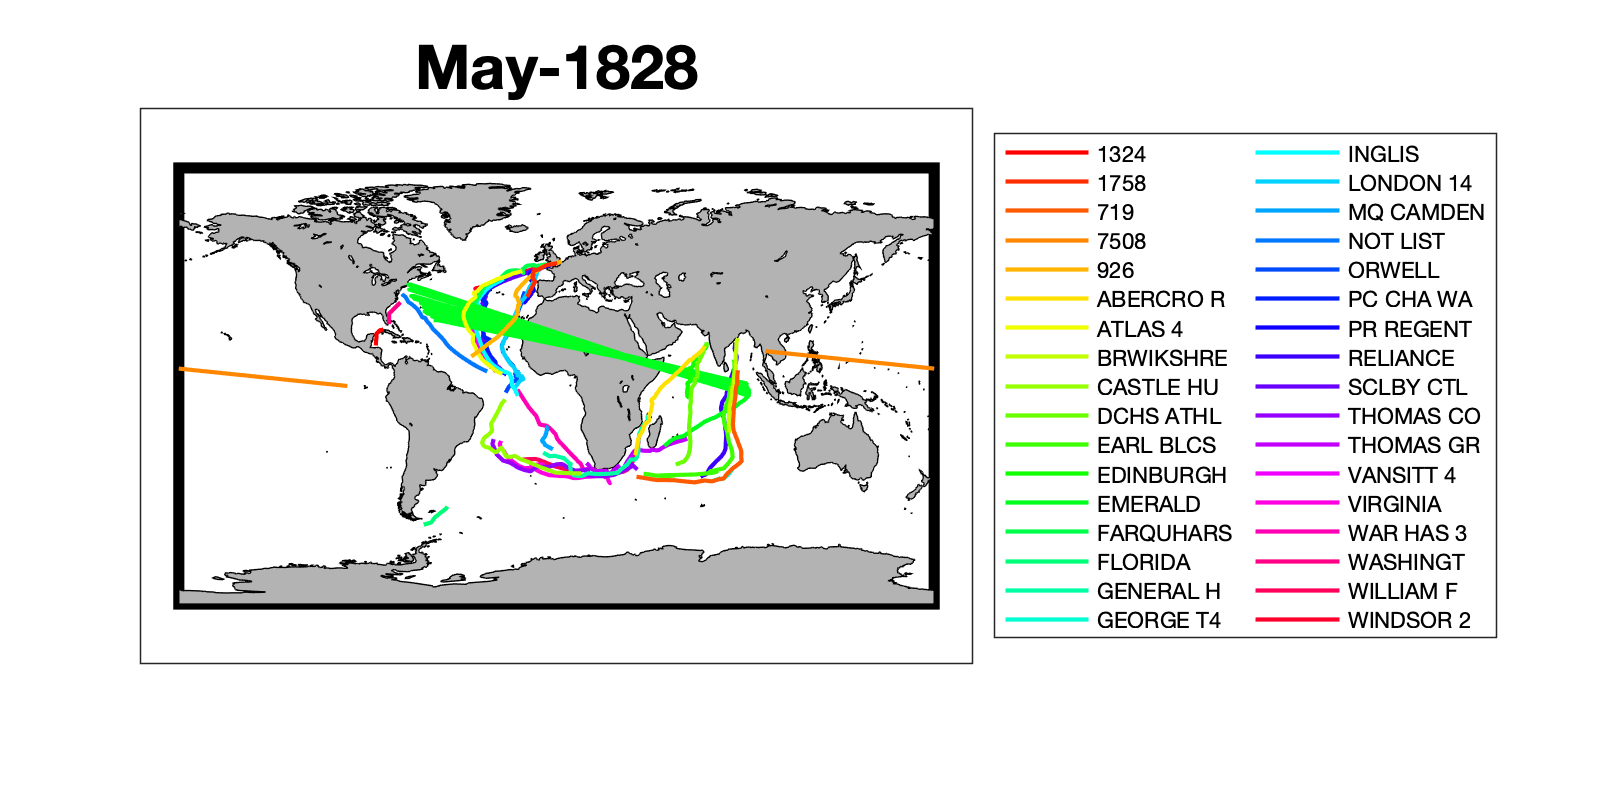 May-1828
1324
1758
719
7508
926
ABERCRO R
ATLAS 4
BRWIKSHRE
CASTLE HU
DCHS ATHL
EARL BLCS
EDINBURGH
EMERALD
FARQUHARS
FLORIDA
GENERAL H
GEORGE T4
INGLIS
LONDON 14
MQ CAMDEN
NOT LIST
ORWELL
PC CHA WA
PR REGENT
RELIANCE
SCLBY CTL
THOMAS CO
THOMAS GR
VANSITT 4
VIRGINIA
WAR HAS 3
WASHINGT
WILLIAM F
WINDSOR 2